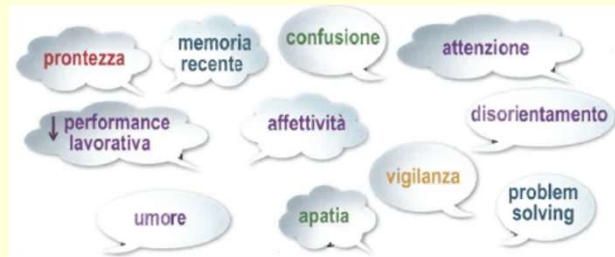 prontezza
memoria
recente
confusione
attenzione
↓ performance
lavorativa
affettività
disorientamento
vigilanza
umore
apatia
problem
solving